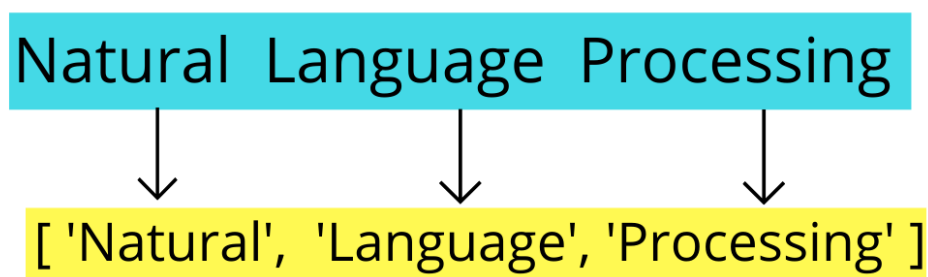 Natural Language Processing
[ 'Natural', 'Language', 'Processing' ]